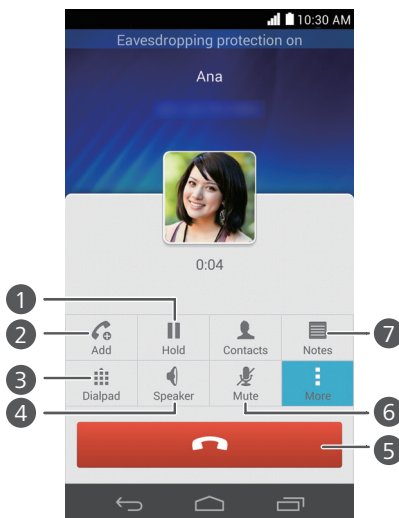 10:30 AM
Eavesdropping protection on
Ana
0:04
1
2
7
Add Hold Contacts Notes
3
Dialpad Speaker Mute More
4
6
5